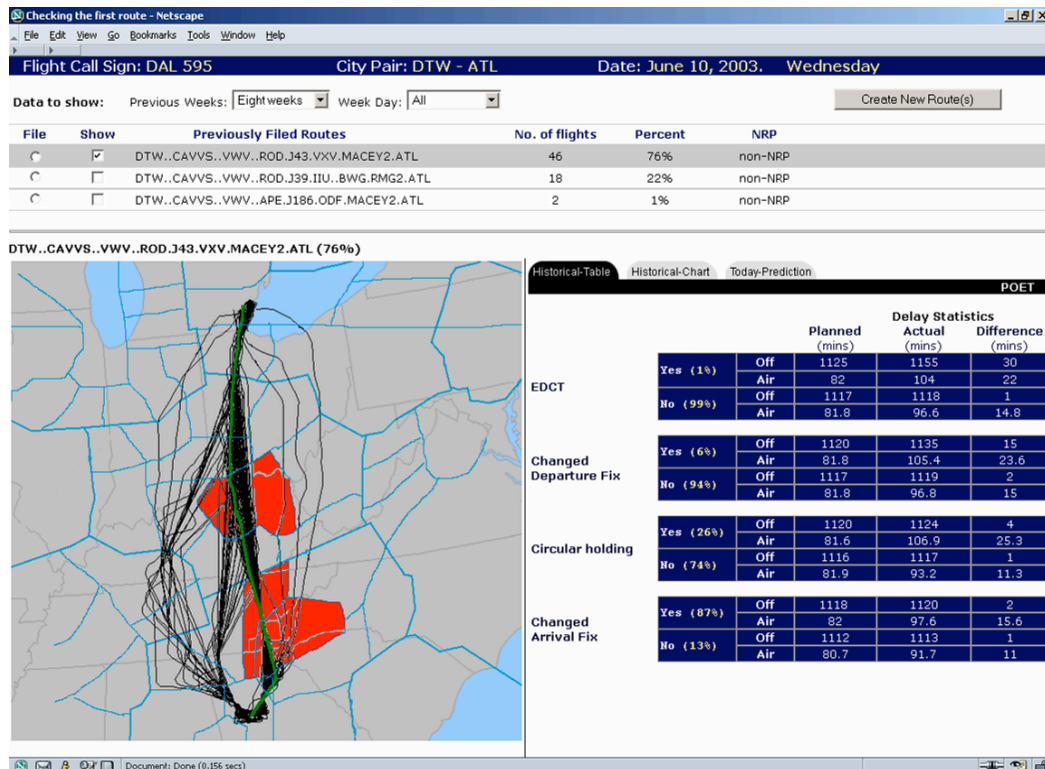 Checking the first route - Netscape
File Edit View Go Bookmarks Tools Window Help
Flight Call Sign: DAL 595 City Pair: DTW - ATL Date: June 10, 2003. Wednesday
Data to show: Previous Weeks: Eight weeks Week Day: All Create New Route(s)
File Show Previously Filed Routes No. of flights Percent NRP
DTW..CAVVS..VWV..ROD.J43.VXV.MACEY2.ATL 46 76% non-NRP
DTW..CAVVS..VWV..ROD.J39.IIU..BWG.RMG2.ATL 18 22% non-NRP
DTW..CAVVS..VWV..APE.J186.ODF.MACEY2.ATL 2 1% non-NRP
DTW..CAVVS..VWV..ROD.J43.VXV.MACEY2.ATL (76%)
Historical-Table Historical-Chart Today-Prediction
POET
Delay Statistics
Planned Actual Difference
(mins) (mins) (mins)
EDCT
Yes (1%) Off 1125 1155 30
Air 82 104 22
No (99%) Off 1117 1118 1
Air 81.8 96.6 14.8
Changed
Departure Fix
Yes (6%) Off 1120 1135 15
Air 81.8 105.4 23.6
No (94%) Off 1117 1119 2
Air 81.8 96.8 15
Circular holding
Yes (26%) Off 1120 1124 4
Air 81.6 106.9 25.3
No (74%) Off 1116 1117 1
Air 81.9 93.2 11.3
Changed
Arrival Fix
Yes (87%) Off 1118 1120 2
Air 82 97.6 15.6
No (13%) Off 1112 1113 1
Air 80.7 91.7 11
Document: Done (0.156 secs)